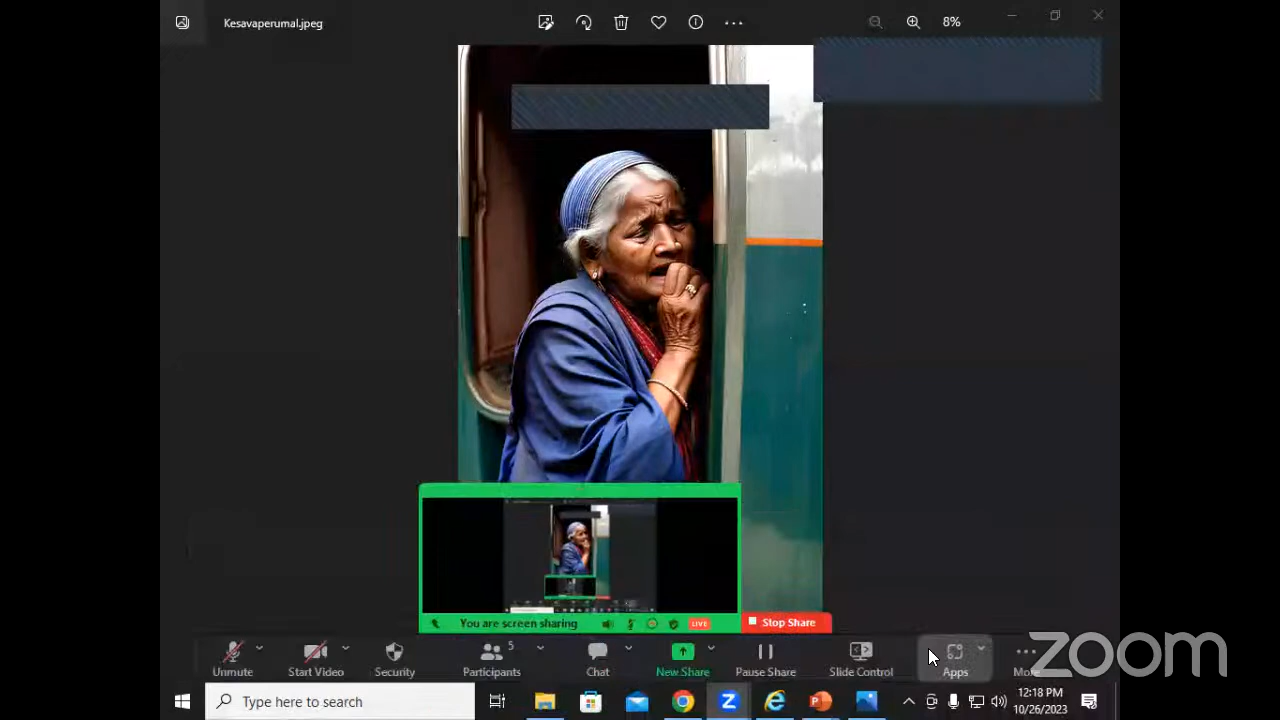 Kesavaperumal.jpeg
8%
You are screen sharing
LIVE
Stop Share
Unmute
Start Video
Security
5
Participants
Chat
New Share
Pause Share
Slide Control
Apps
More
zoom
Type here to search
12:18 PM
10/26/2023